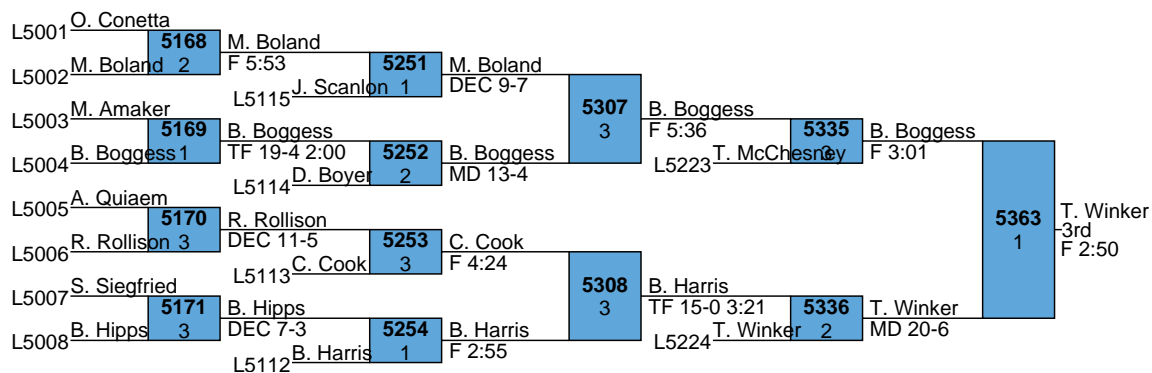 O. Conetta
L5001
5168
2
M. Boland
L5002
M. Boland
F 5:53
5251
1
J. Scanlon
L5115
M. Boland
DEC 9-7
M. Amaker
L5003
5169
1
B. Boggess
L5004
B. Boggess
TF 19-4 2:00
5252
2
D. Boyer
L5114
B. Boggess
MD 13-4
5307
3
B. Boggess
F 5:36
5335
3
T. McChesney
L5223
B. Boggess
F 3:01
A. Quiaem
L5005
5170
3
R. Rollison
L5006
R. Rollison
DEC 11-5
5253
3
C. Cook
L5113
C. Cook
F 4:24
S. Siegfried
L5007
5171
3
B. Hipps
L5008
B. Hipps
DEC 7-3
5254
1
B. Harris
L5112
B. Harris
F 2:55
5308
3
B. Harris
TF 15-0 3:21
5336
2
T. Winker
L5224
T. Winker
MD 20-6
5363
1
T. Winker
3rd
F 2:50